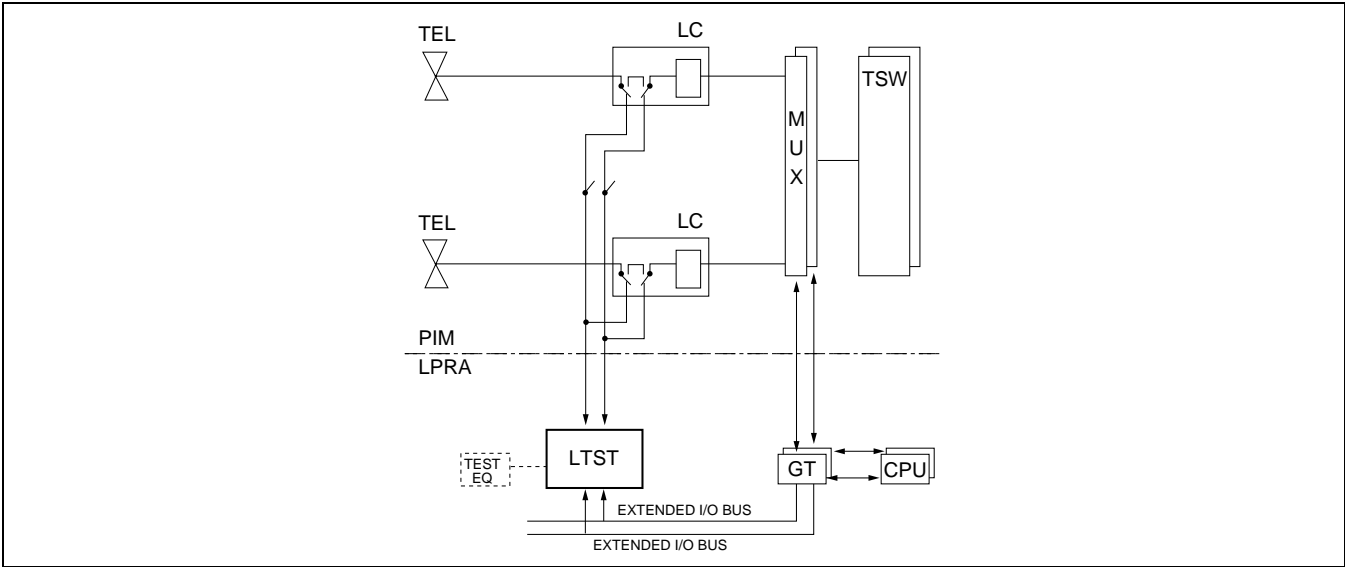 TEL
LC
TSW
M
U
X
TEL
LC
PIM
LPRA
LTST
TEST
EQ
GT
CPU
EXTENDED I/O BUS
EXTENDED I/O BUS